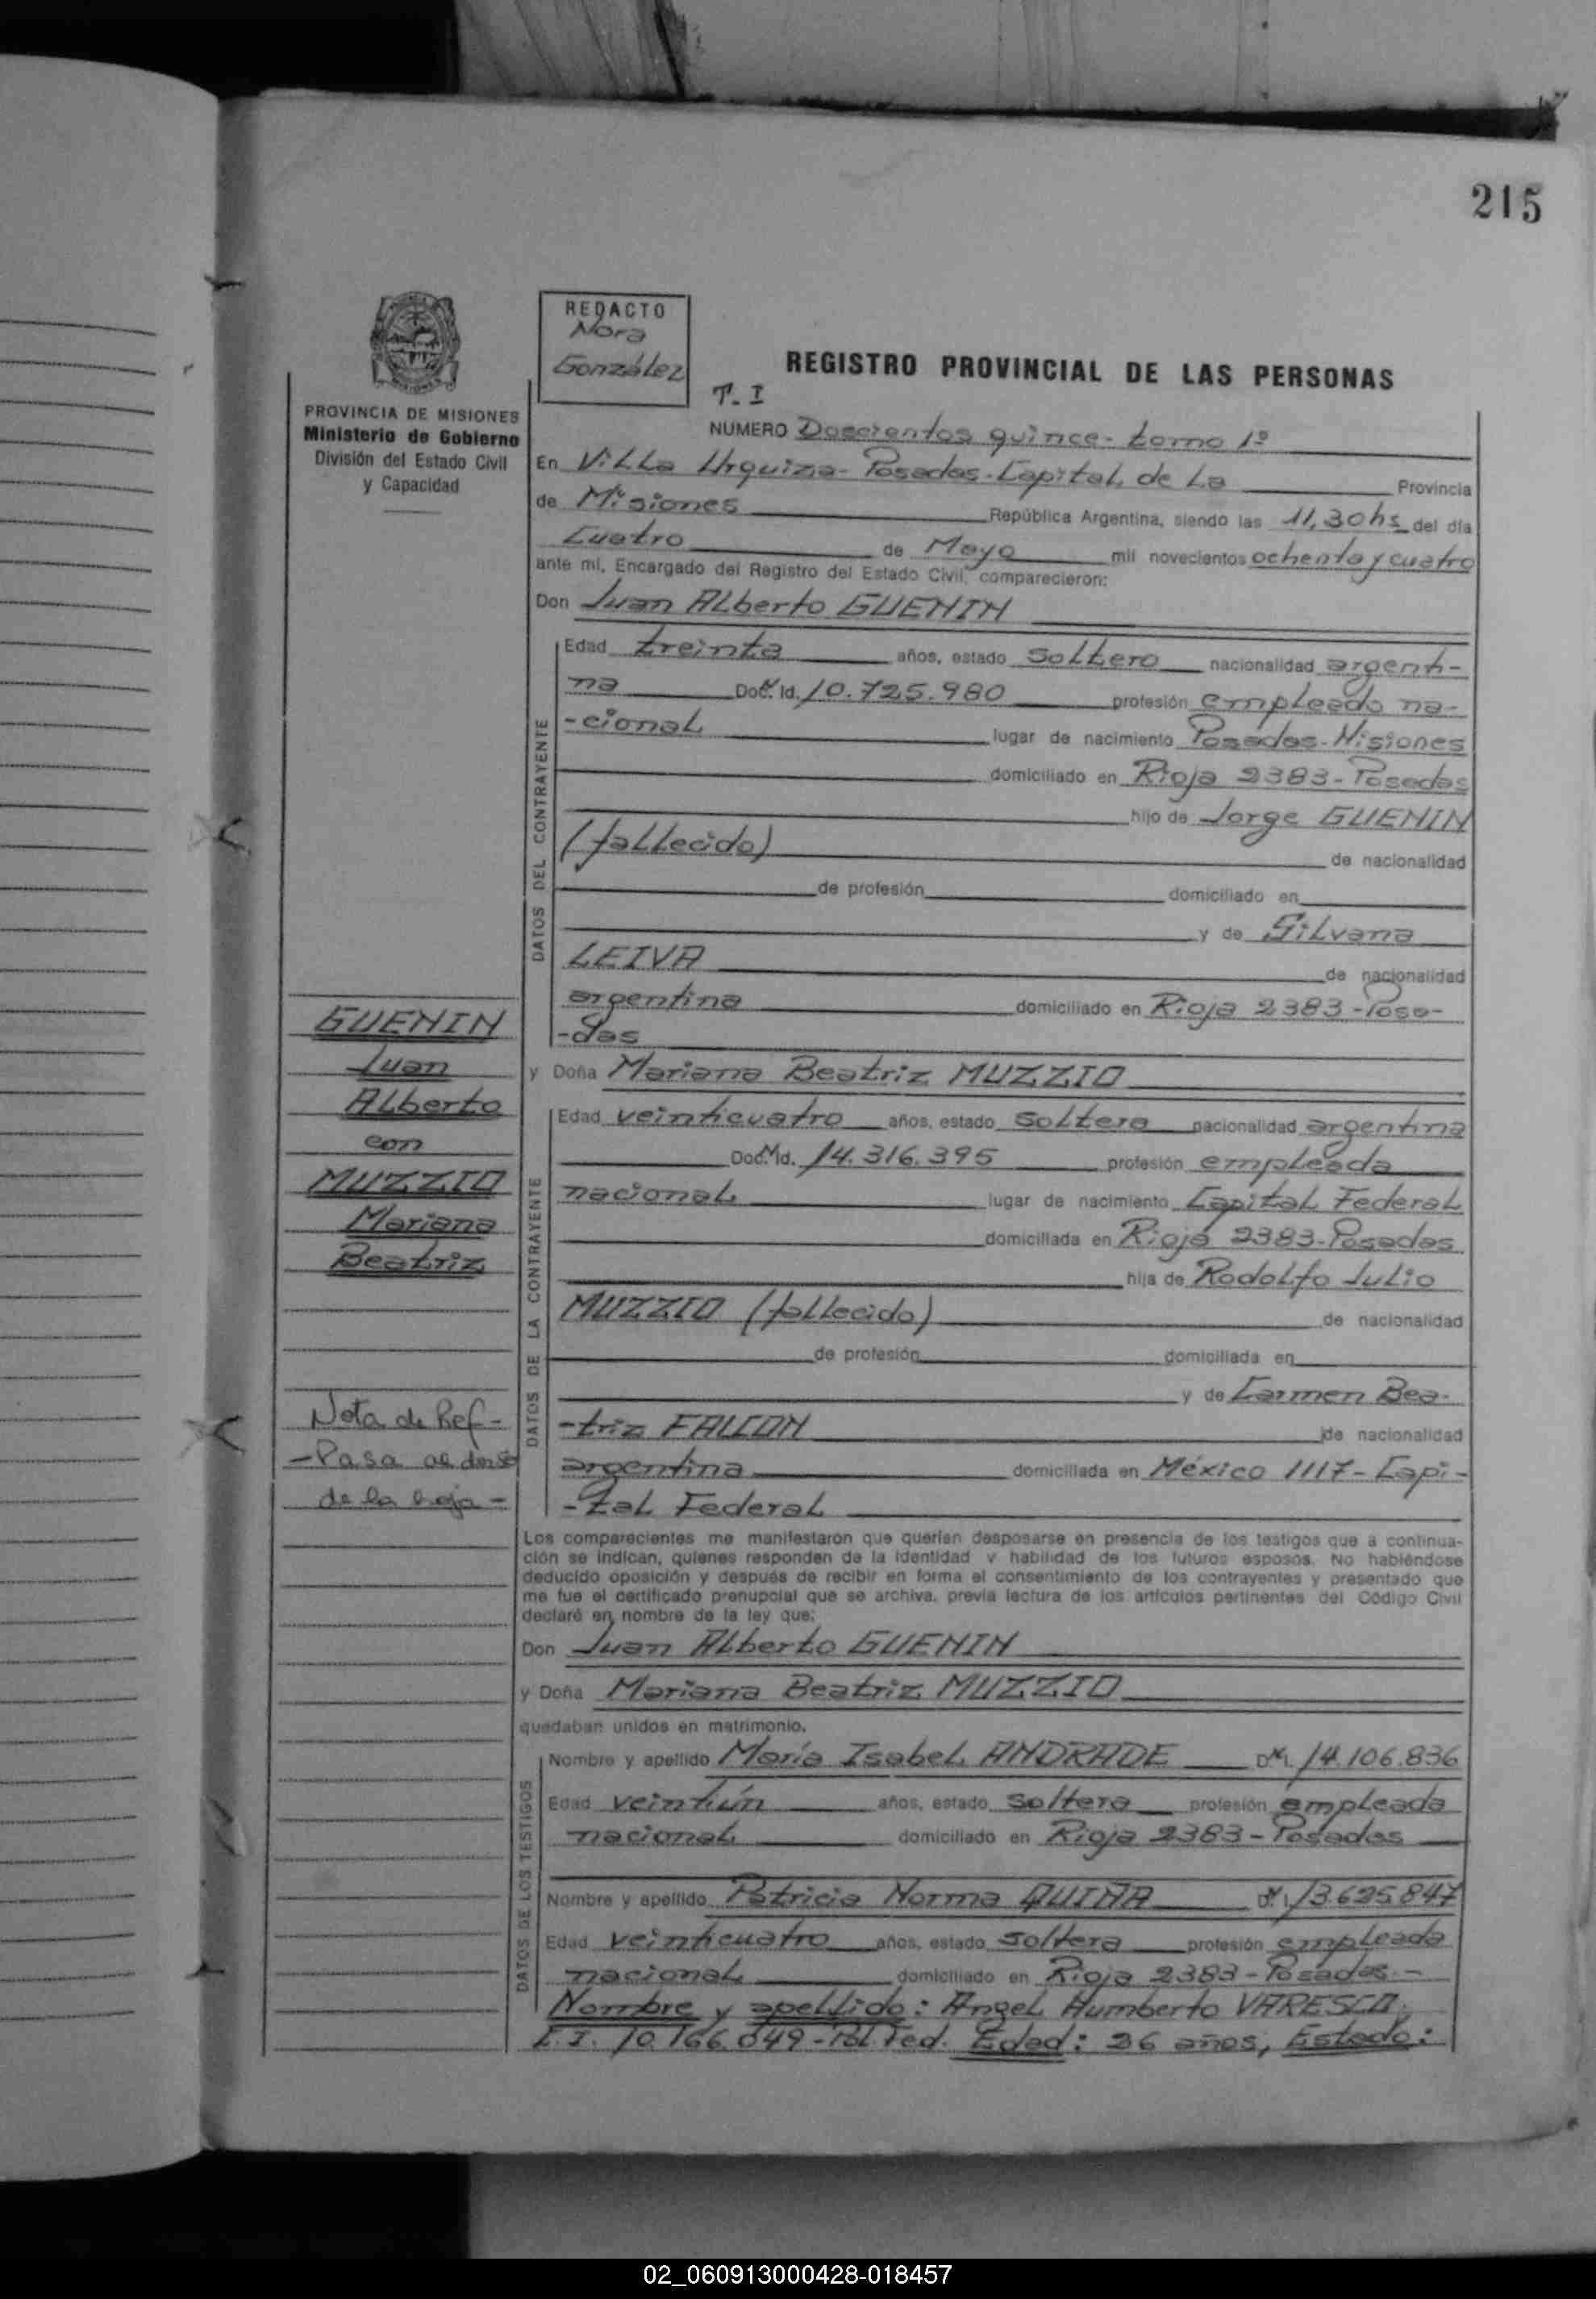 215
REDACTO
Nora
González
REGISTRO PROVINCIAL DE LAS PERSONAS
T. I
PROVINCIA DE MISIONES
Ministerio de Gobierno
División del Estado Civil
y Capacidad
NUMERO Doscientos quince - tomo 1º
En Villa Urquiza - Posadas - Capital de La Provincia
de Misiones República Argentina, siendo las 11,30 hs del día
Cuatro de Mayo mil novecientos ochenta y cuatro
ante mi, Encargado del Registro del Estado Civil, comparecieron:
Don Juan Alberto GUENIN
DATOS DEL CONTRAYENTE
Edad treinta años, estado soltero nacionalidad argenti-
na Doc. Id. 10.725.980 profesión empleado na-
-cional lugar de nacimiento Posadas - Misiones
domiciliado en Rioja 2383 - Posadas
hijo de Jorge GUENIN
(fallecido) de nacionalidad
de profesión domiciliado en
y de Silvana
LEIVA de nacionalidad
argentina domiciliado en Rioja 2383 - Posa-
-das
y Doña Mariana Beatriz MUZZIO
DATOS DE LA CONTRAYENTE
Edad veinticuatro años, estado soltera nacionalidad argentina
Doc. Id. 14.316.395 profesión empleada
nacional lugar de nacimiento Capital Federal
domiciliada en Rioja 2383 - Posadas
hija de Rodolfo Julio
MUZZIO (fallecido) de nacionalidad
de profesión domiciliada en
y de Carmen Bea-
-triz FALCON de nacionalidad
argentina domiciliada en México 1117 - Capi-
-tal Federal
GUENIN
Juan
Alberto
con
MUZZIO
Mariana
Beatriz
Nota de Ref -
- Pasa al dorso
de la hoja -
Los comparecientes me manifestaron que querían desposarse en presencia de los testigos que a continua-
ción se indican, quienes responden de la identidad y habilidad de los futuros esposos. No habiéndose
deducido oposición y después de recibir en forma el consentimiento de los contrayentes y presentado que
me fue el certificado prenupcial que se archiva, previa lectura de los artículos pertinentes del Código Civil
declaré en nombre de la ley que:
Don Juan Alberto GUENIN
y Doña Mariana Beatriz MUZZIO
quedaban unidos en matrimonio.
DATOS DE LOS TESTIGOS
Nombre y apellido María Isabel ANDRADE 14.106.836
Edad veintiún años, estado soltera profesión empleada
nacional domiciliado en Rioja 2383 - Posadas
Nombre y apellido Patricia Norma QUIÑA 13.625.847
Edad veinticuatro años, estado soltera profesión empleada
nacional domiciliado en Rioja 2383 - Posadas. -
Nombre y apellido: Angel Humberto VARESCO.
C.I. 10.166.049 - Pol. Fed. Edad: 36 años, Estado:
02_060913000428-018457